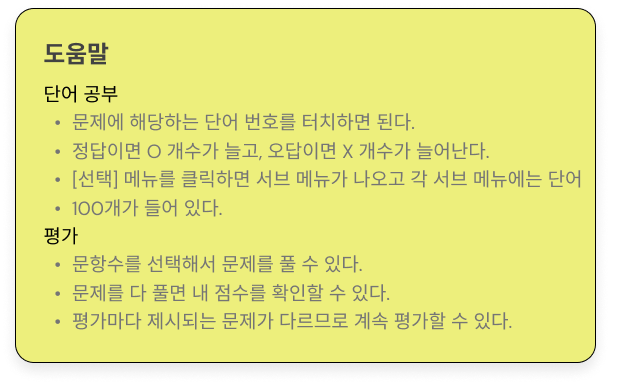 도움말
단어 공부
• 문제에 해당하는 단어 번호를 터치하면 된다.
• 정답이면 O 개수가 늘고, 오답이면 X 개수가 늘어난다.
• [선택] 메뉴를 클릭하면 서브 메뉴가 나오고 각 서브 메뉴에는 단어
• 100개가 들어 있다.
평가
• 문항수를 선택해서 문제를 풀 수 있다.
• 문제를 다 풀면 내 점수를 확인할 수 있다.
• 평가마다 제시되는 문제가 다르므로 계속 평가할 수 있다.